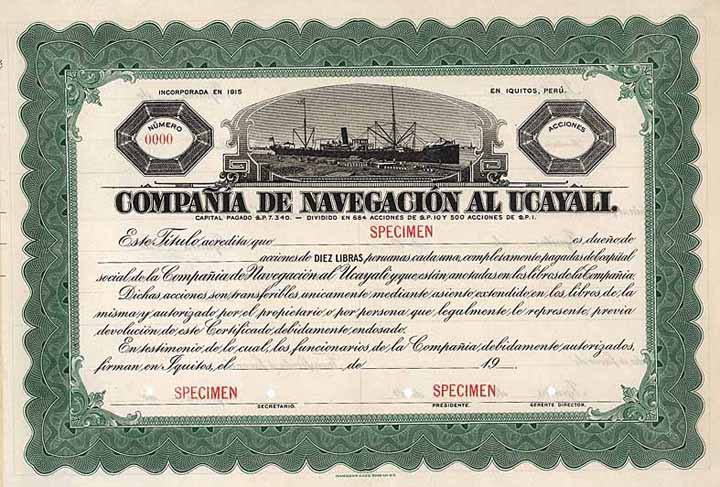 INCORPORADA EN 1915
EN IQUITOS, PERÚ.
NÚMERO
0000
ACCIONES
COMPAÑIA DE NAVEGACIÓN AL UCAYALI.
CAPITAL PAGADO £P.7.340. — DIVIDIDO EN 684 ACCIONES DE £P.10 Y 500 ACCIONES DE £P.1.
Este Título acredita que SPECIMEN es dueño de
acciones de DIEZ LIBRAS peruanas cada una, completamente pagadas del capital
social de la Compañía de Navegación al Ucayali y que están anotadas en los libros de la Compañía.
Dichas acciones son transferibles unicamente mediante asiento extendido en los libros de la
misma y autorizado por el propietario o por persona que legalmente le represente, previa
devolución de este Certificado debidamente endosado.
En testimonio de lo cual, los funcionarios de la Compañía debidamente autorizados,
firman en Iquitos, el de de 19
SPECIMEN SPECIMEN
SECRETARIO. PRESIDENTE. GERENTE DIRECTOR.